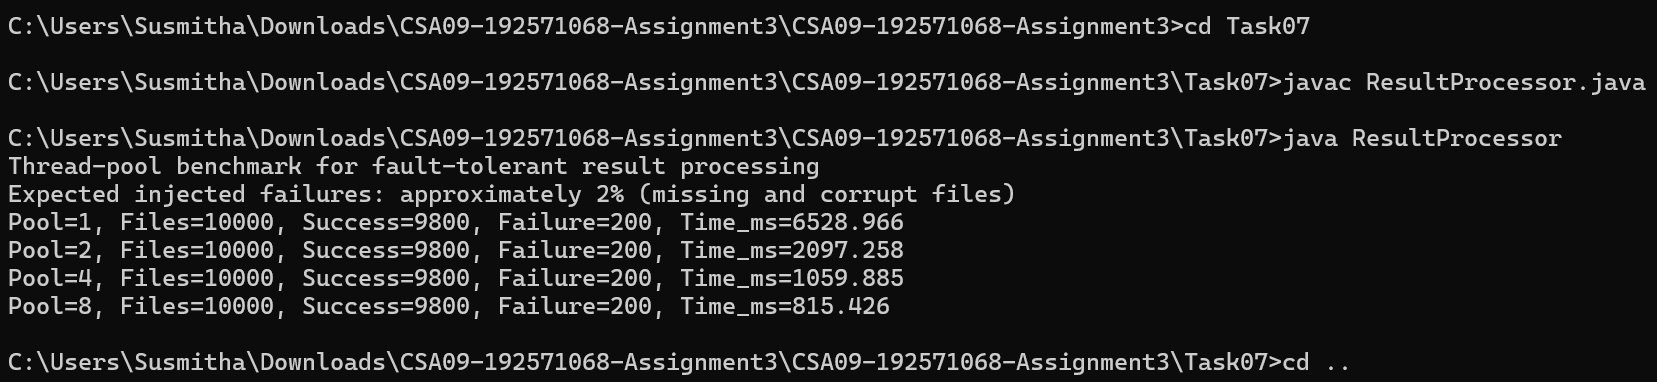 C:\Users\Susmitha\Downloads\CSA09-192571068-Assignment3\CSA09-192571068-Assignment3>cd Task07
C:\Users\Susmitha\Downloads\CSA09-192571068-Assignment3\CSA09-192571068-Assignment3\Task07>javac ResultProcessor.java
C:\Users\Susmitha\Downloads\CSA09-192571068-Assignment3\CSA09-192571068-Assignment3\Task07>java ResultProcessor
Thread-pool benchmark for fault-tolerant result processing
Expected injected failures: approximately 2% (missing and corrupt files)
Pool=1, Files=10000, Success=9800, Failure=200, Time_ms=6528.966
Pool=2, Files=10000, Success=9800, Failure=200, Time_ms=2097.258
Pool=4, Files=10000, Success=9800, Failure=200, Time_ms=1059.885
Pool=8, Files=10000, Success=9800, Failure=200, Time_ms=815.426
C:\Users\Susmitha\Downloads\CSA09-192571068-Assignment3\CSA09-192571068-Assignment3\Task07>cd ..